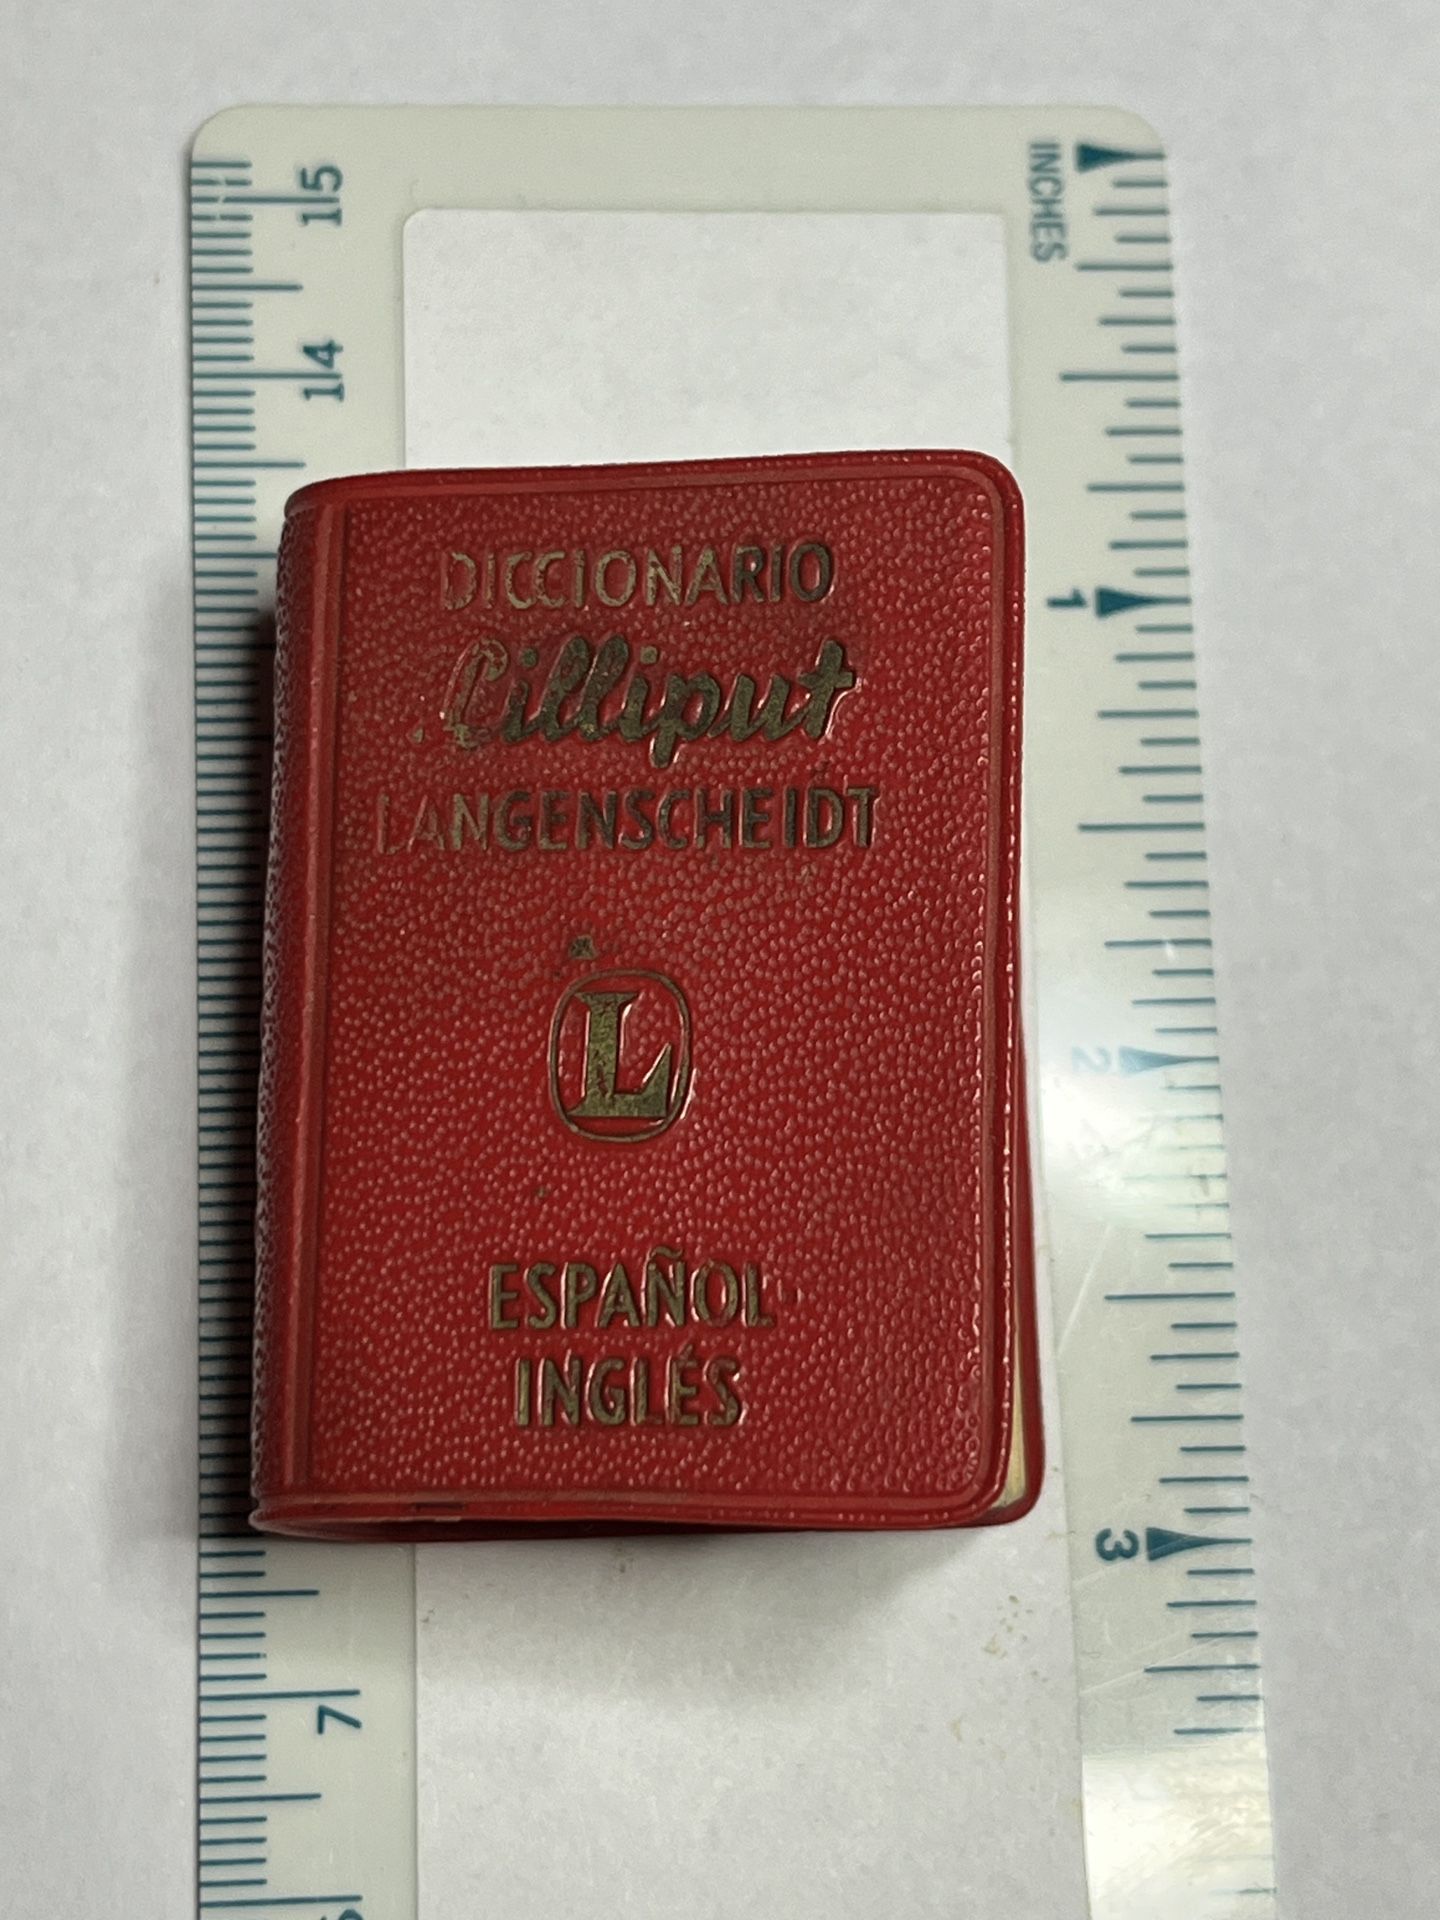 DICCIONARIO
Lilliput
LANGENSCHEIDT
L
ESPAÑOL
INGLÉS
15
14
7
INCHES
1
2
3